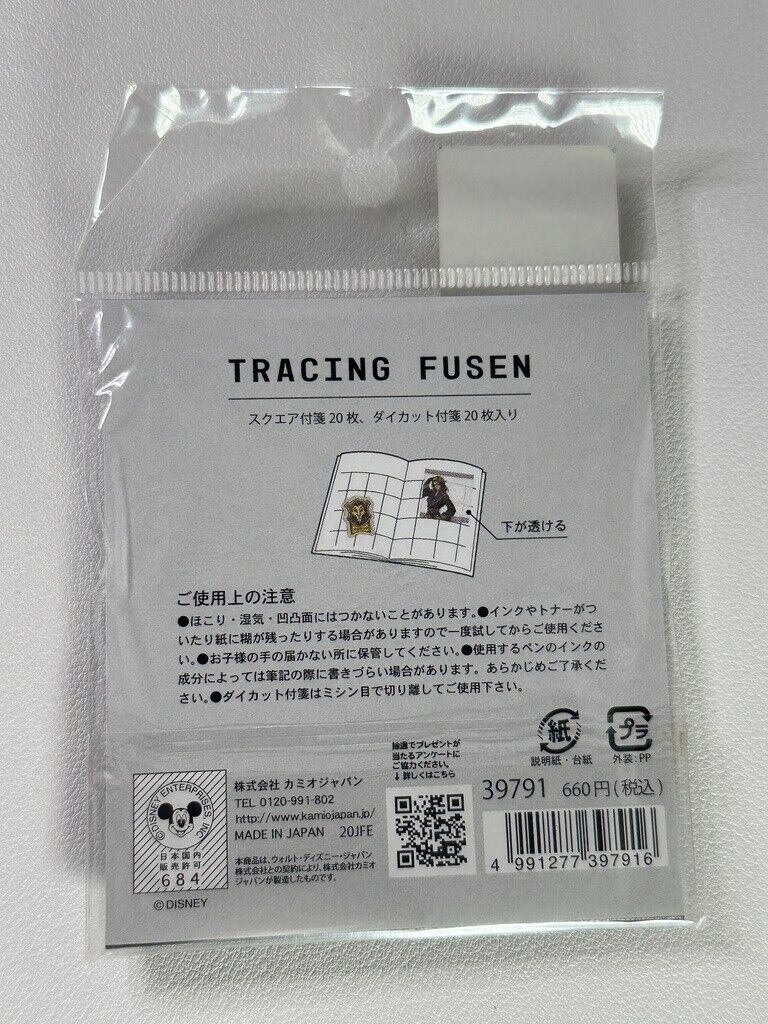 TRACING FUSEN
スクエア付箋20枚、ダイカット付箋20枚入り
下が透ける
ご使用上の注意
●ほこり・湿気・凹凸面にはつかないことがあります。●インクやトナーがつ
いたり紙に糊が残ったりする場合がありますので一度試してからご使用くださ
い。●お子様の手の届かない所に保管してください。●使用するペンのインクの
成分によっては筆記の際に書きづらい場合があります。あらかじめご了承くだ
さい。●ダイカット付箋はミシン目で切り離してご使用下さい。
紙
説明紙・台紙
プラ
外装:PP
©DISNEY ENTERPRISES, INC
日本国内
販売許可
684
©DISNEY
株式会社 カミオジャパン
TEL 0120-991-802
http://www.kamiojapan.jp/
MADE IN JAPAN 20JFE
本商品は、ウォルト・ディズニー・ジャパン
株式会社との契約により、株式会社カミオ
ジャパンが製造したものです。
抽選でプレゼントが
当たるアンケートに
ご協力ください。
↓詳しくはこちら
39791 660円(税込)
4 991277 397916